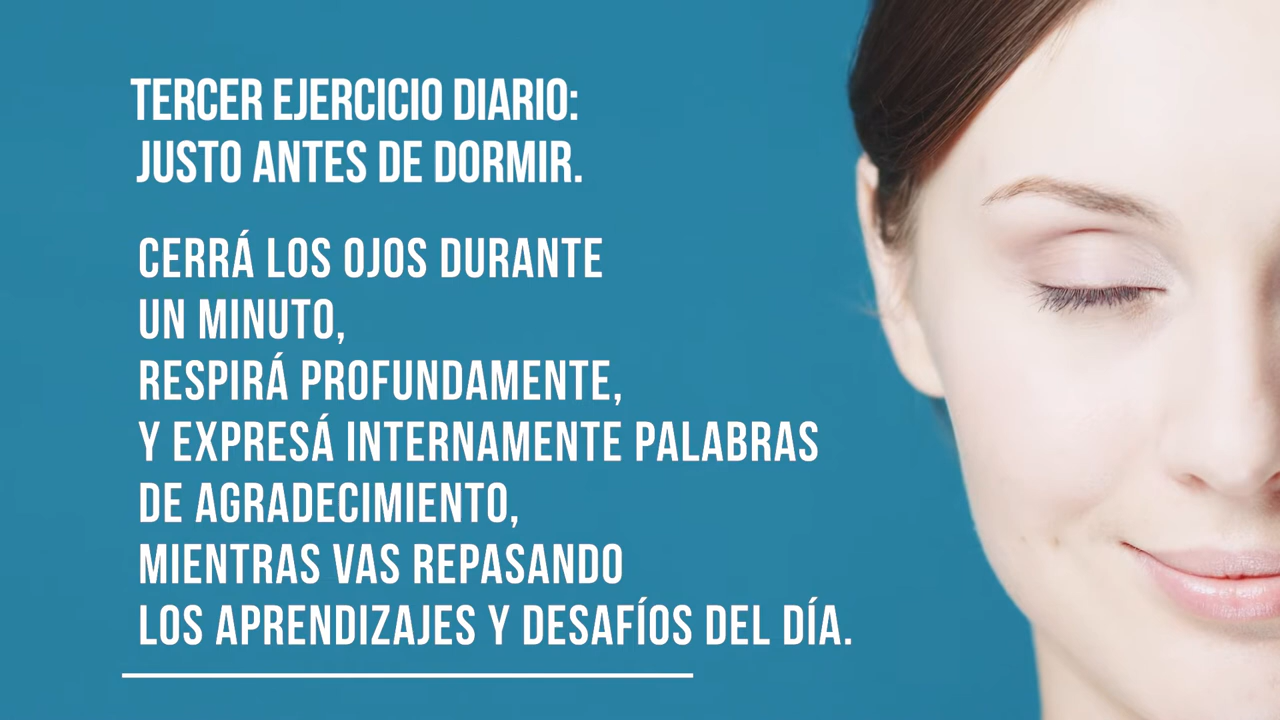 TERCER EJERCICIO DIARIO:
JUSTO ANTES DE DORMIR.
CERRÁ LOS OJOS DURANTE
UN MINUTO,
RESPIRÁ PROFUNDAMENTE,
Y EXPRESÁ INTERNAMENTE PALABRAS
DE AGRADECIMIENTO,
MIENTRAS VAS REPASANDO
LOS APRENDIZAJES Y DESAFÍOS DEL DÍA.